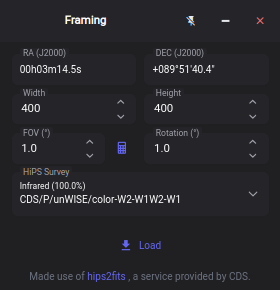 Framing
RA (J2000)
DEC (J2000)
00h03m14.5s
+089°51'40.4"
Width
Height
400
400
FOV (°)
Rotation (°)
1.0
1.0
HiPS Survey
Infrared (100.0%)
CDS/P/unWISE/color-W2-W1W2-W1
Load
Made use of hips2fits , a service provided by CDS.